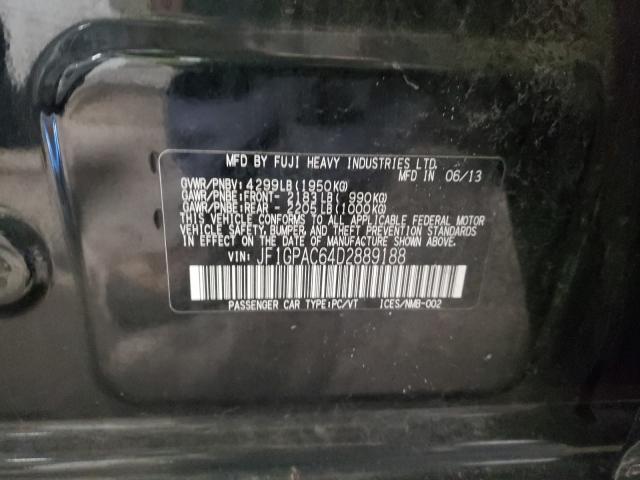 MFD BY FUJI HEAVY INDUSTRIES LTD.
MFD IN 06/13
GVWR/PNBV: 4299LB(1950KG)
GAWR/PNBE:FRONT- 2183LB( 990KG)
GAWR/PNBE:REAR - 2205LB(1000KG)
THIS VEHICLE CONFORMS TO ALL APPLICABLE FEDERAL MOTOR
VEHICLE SAFETY,BUMPER, AND THEFT PREVENTION STANDARDS
IN EFFECT ON THE DATE OF MANUFACTURE SHOWN ABOVE.
VIN: JF1GPAC64D2889188
PASSENGER CAR TYPE:PC/VT ICES/NMB-002